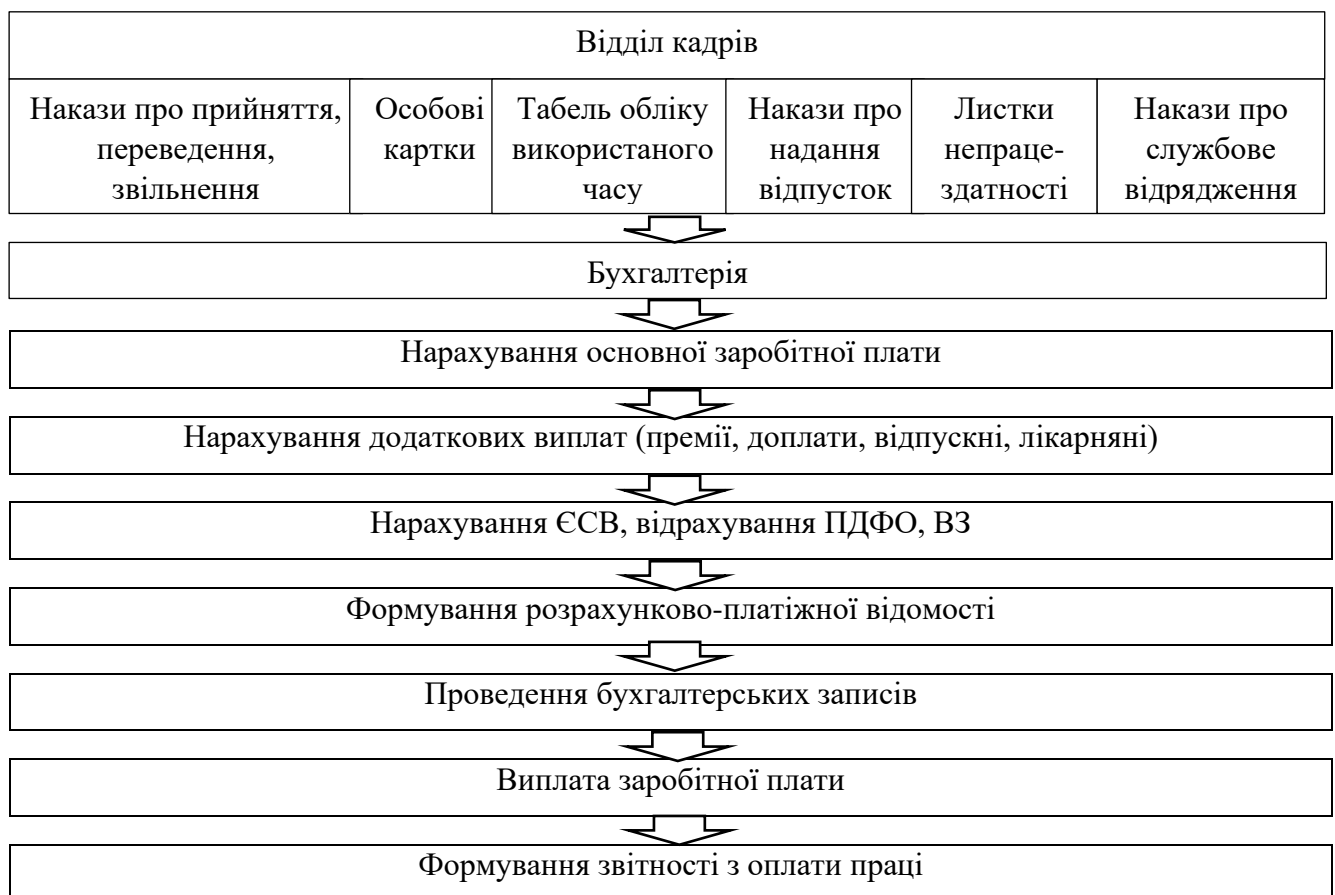 Відділ кадрів
Накази про прийняття,
переведення,
звільнення
Особові
картки
Табель обліку
використаного
часу
Накази про
надання
відпусток
Листки
непраце-
здатності
Накази про
службове
відрядження
Бухгалтерія
Нарахування основної заробітної плати
Нарахування додаткових виплат (премії, доплати, відпускні, лікарняні)
Нарахування ЄСВ, відрахування ПДФО, ВЗ
Формування розрахунково-платіжної відомості
Проведення бухгалтерських записів
Виплата заробітної плати
Формування звітності з оплати праці